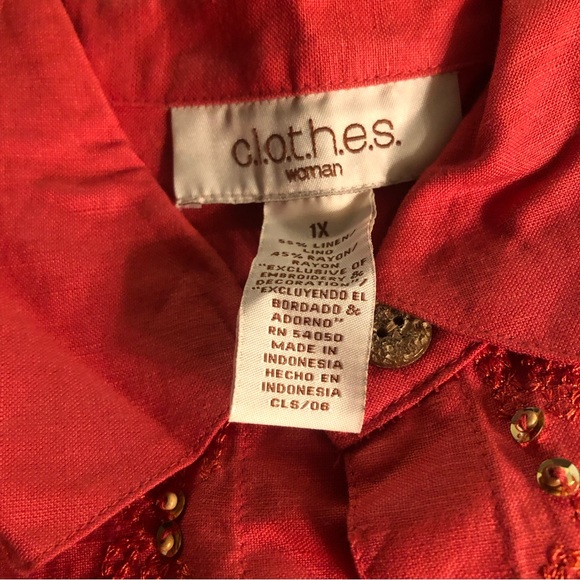 c.l.o.t.h.e.s.
woman
1X
55% LINEN/
LINO
45% RAYON/
RAYON
"EXCLUSIVE OF
EMBROIDERY &
DECORATION"/
"EXCLUYENDO EL
BORDADO &
ADORNO"
RN 54050
MADE IN
INDONESIA
HECHO EN
INDONESIA
CLS/06